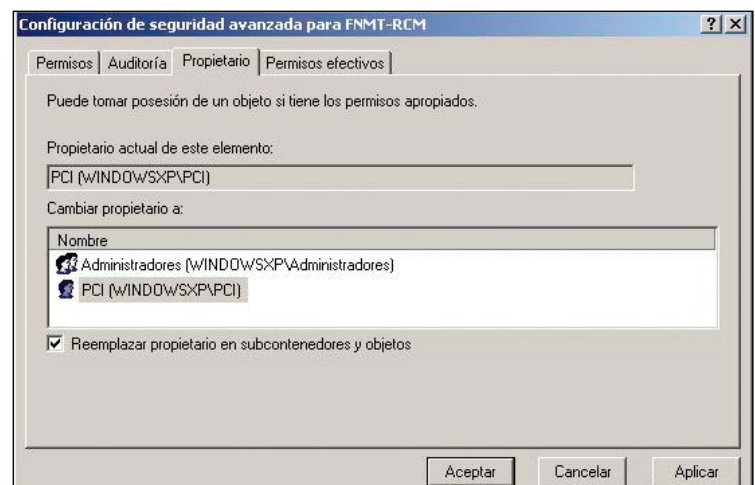 Configuración de seguridad avanzada para FNMT-RCM
Permisos Auditoría Propietario Permisos efectivos
Puede tomar posesión de un objeto si tiene los permisos apropiados.
Propietario actual de este elemento:
PCI (WINDOWSXP\PCI)
Cambiar propietario a:
Nombre
Administradores (WINDOWSXP\Administradores)
PCI (WINDOWSXP\PCI)
Reemplazar propietario en subcontenedores y objetos
Aceptar Cancelar Aplicar